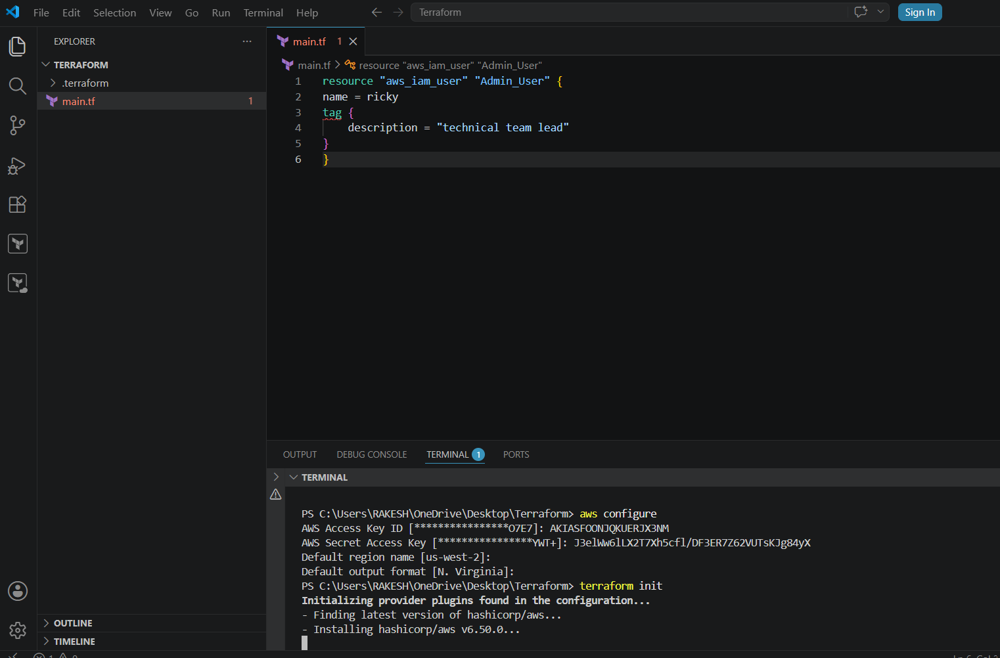 File Edit Selection View Go Run Terminal Help
Terraform
Sign In
EXPLORER
TERRAFORM
.terraform
main.tf 1
main.tf 1
main.tf > resource "aws_iam_user" "Admin_User"
1 resource "aws_iam_user" "Admin_User" {
2 name = ricky
3 tag {
4 description = "technical team lead"
5 }
6 }
OUTPUT DEBUG CONSOLE TERMINAL 1 PORTS
TERMINAL
PS C:\Users\RAKESH\OneDrive\Desktop\Terraform> aws configure
AWS Access Key ID [****************O7E7]: AKIASFOONJQKUERJX3NM
AWS Secret Access Key [****************YWT+]: 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
Default region name [us-west-2]:
Default output format [N. Virginia]:
PS C:\Users\RAKESH\OneDrive\Desktop\Terraform> terraform init
Initializing provider plugins found in the configuration...
- Finding latest version of hashicorp/aws...
- Installing hashicorp/aws v6.50.0...
OUTLINE
TIMELINE